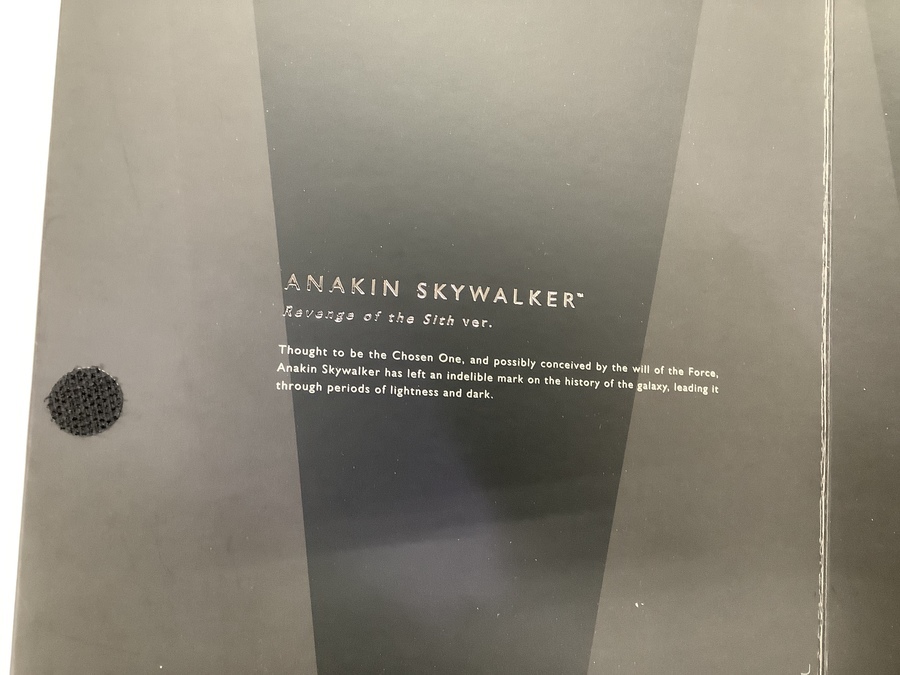 ANAKIN SKYWALKER™
Revenge of the Sith ver.
Thought to be the Chosen One, and possibly conceived by the will of the Force,
Anakin Skywalker has left an indelible mark on the history of the galaxy, leading it
through periods of lightness and dark.